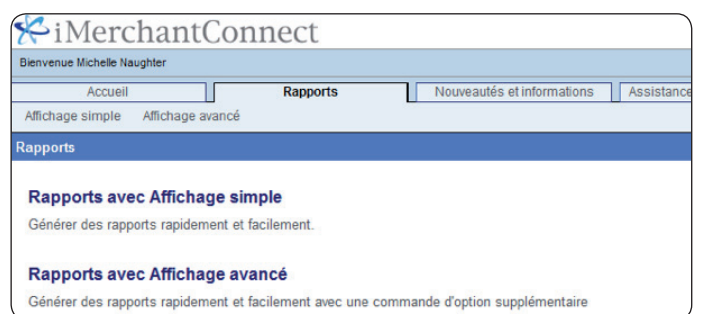 iMerchantConnect
Bienvenue Michelle Naughter
Accueil Rapports Nouveautés et informations Assistance
Affichage simple Affichage avancé
Rapports
Rapports avec Affichage simple
Générer des rapports rapidement et facilement.
Rapports avec Affichage avancé
Générer des rapports rapidement et facilement avec une commande d'option supplémentaire